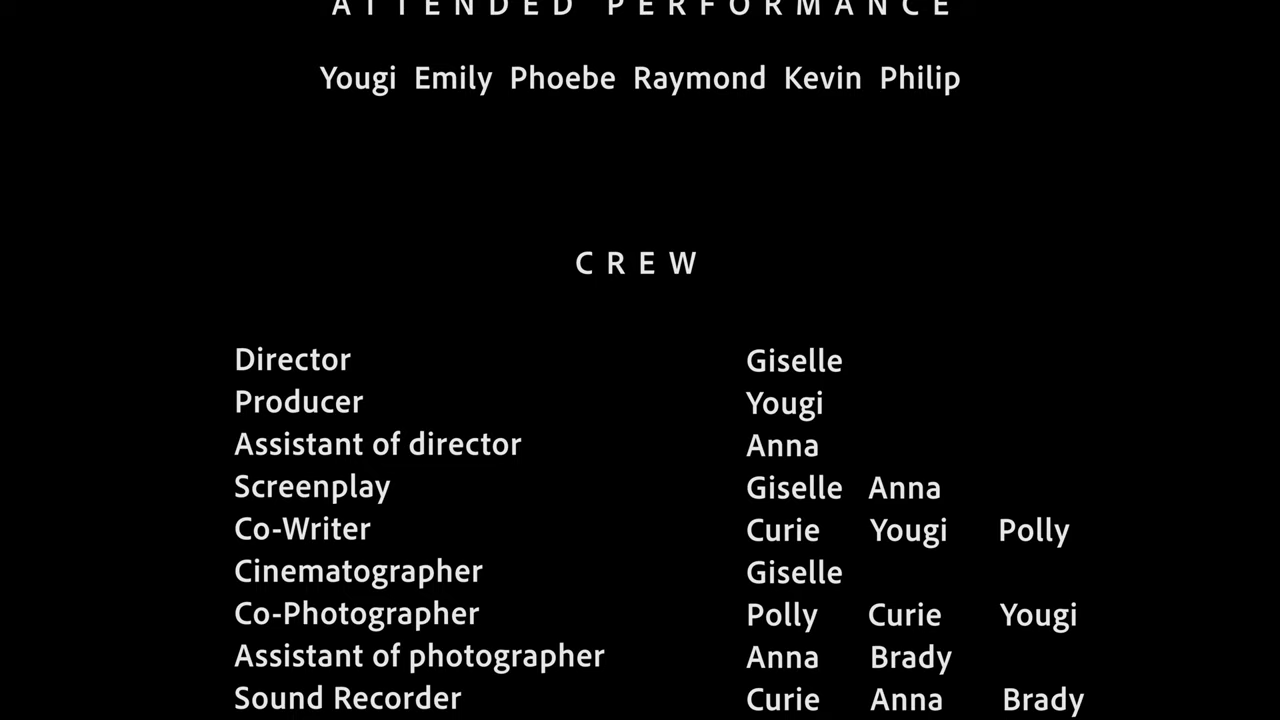 ATTENDED PERFORMANCE
Yougi Emily Phoebe Raymond Kevin Philip
CREW
Director Giselle
Producer Yougi
Assistant of director Anna
Screenplay Giselle Anna
Co-Writer Curie Yougi Polly
Cinematographer Giselle
Co-Photographer Polly Curie Yougi
Assistant of photographer Anna Brady
Sound Recorder Curie Anna Brady